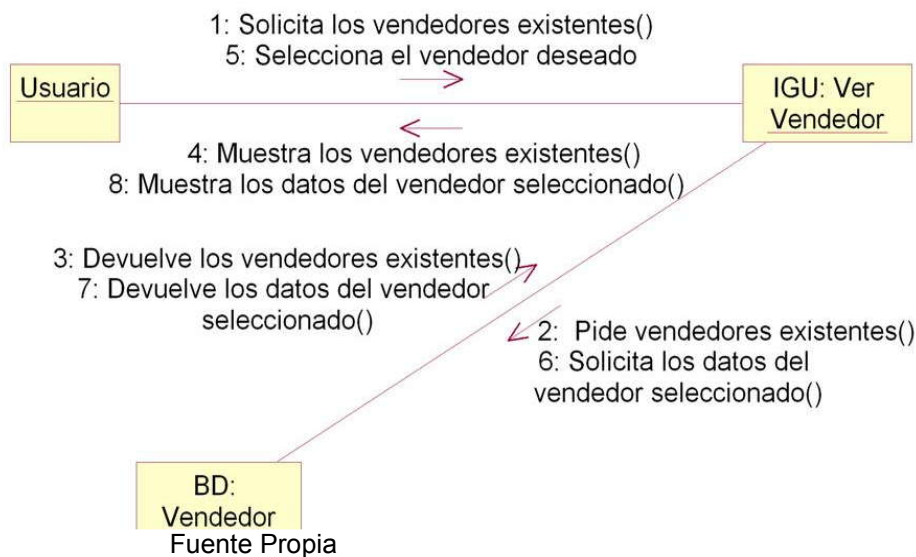 1: Solicita los vendedores existentes()
5: Selecciona el vendedor deseado
Usuario
IGU: Ver
Vendedor
4: Muestra los vendedores existentes()
8: Muestra los datos del vendedor seleccionado()
3: Devuelve los vendedores existentes()
7: Devuelve los datos del vendedor
seleccionado()
2: Pide vendedores existentes()
6: Solicita los datos del
vendedor seleccionado()
BD:
Vendedor
Fuente Propia